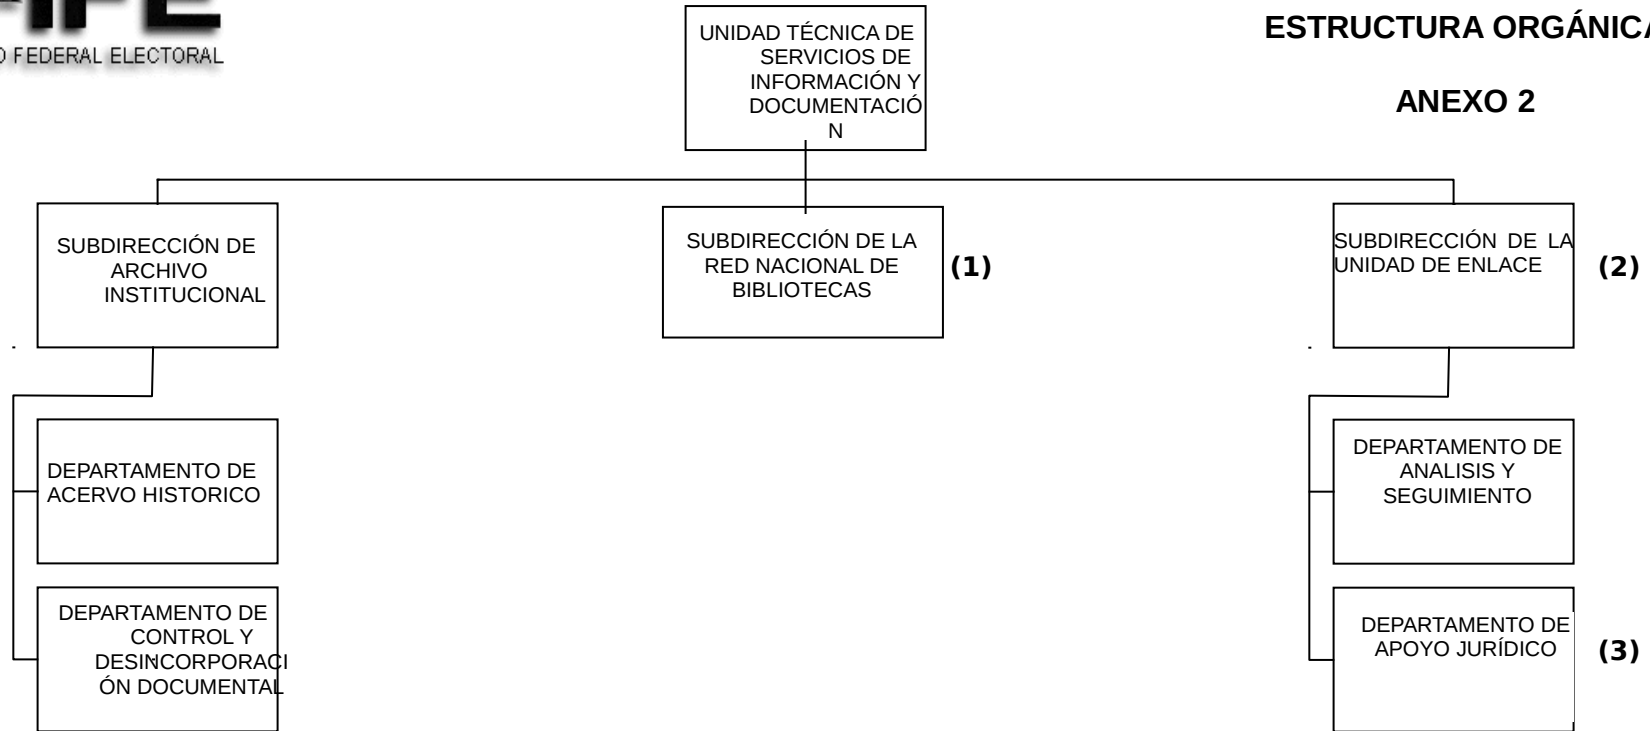 IFE
FEDERAL ELECTORAL
ESTRUCTURA ORGÁNICA
ANEXO 2
UNIDAD TÉCNICA DE
SERVICIOS DE
INFORMACIÓN Y
DOCUMENTACIÓ
N
SUBDIRECCIÓN DE
ARCHIVO
INSTITUCIONAL
SUBDIRECCIÓN DE LA
RED NACIONAL DE
BIBLIOTECAS
(1)
SUBDIRECCIÓN DE LA
UNIDAD DE ENLACE
(2)
DEPARTAMENTO DE
ACERVO HISTORICO
DEPARTAMENTO DE
ANALISIS Y
SEGUIMIENTO
DEPARTAMENTO DE
CONTROL Y
DESINCORPORACI
ÓN DOCUMENTAL
DEPARTAMENTO DE
APOYO JURÍDICO
(3)